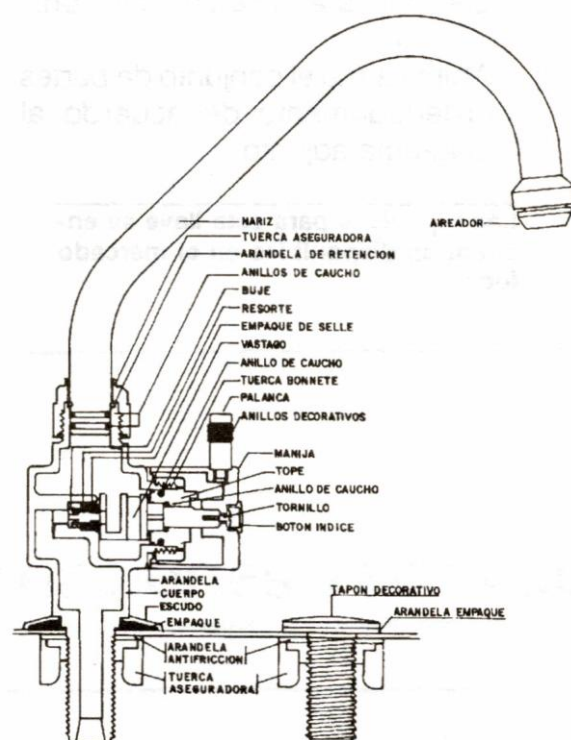 NARIZ
AIREADOR
TUERCA ASEGURADORA
ARANDELA DE RETENCION
ANILLOS DE CAUCHO
BUJE
RESORTE
EMPAQUE DE SELLE
VASTAGO
ANILLO DE CAUCHO
TUERCA BONNETE
PALANCA
ANILLOS DECORATIVOS
MANIJA
TOPE
ANILLO DE CAUCHO
TORNILLO
BOTON INDICE
ARANDELA
CUERPO
ESCUDO
EMPAQUE
TAPON DECORATIVO
ARANDELA EMPAQUE
ARANDELA
ANTIFRICCION
TUERCA
ASEGURADORA